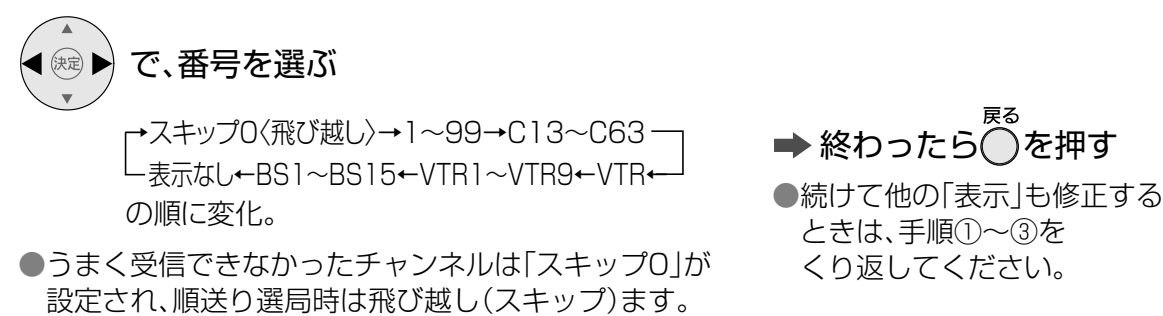 決定 で、番号を選ぶ
スキップ0〈飛び越し〉→1～99→C13～C63
表示なし←BS1～BS15←VTR1～VTR9←VTR←
の順に変化。
●うまく受信できなかったチャンネルは「スキップ0」が
設定され、順送り選局時は飛び越し（スキップ）ます。
戻る
➡終わったら○を押す
●続けて他の「表示」も修正する
ときは、手順①～③を
くり返してください。